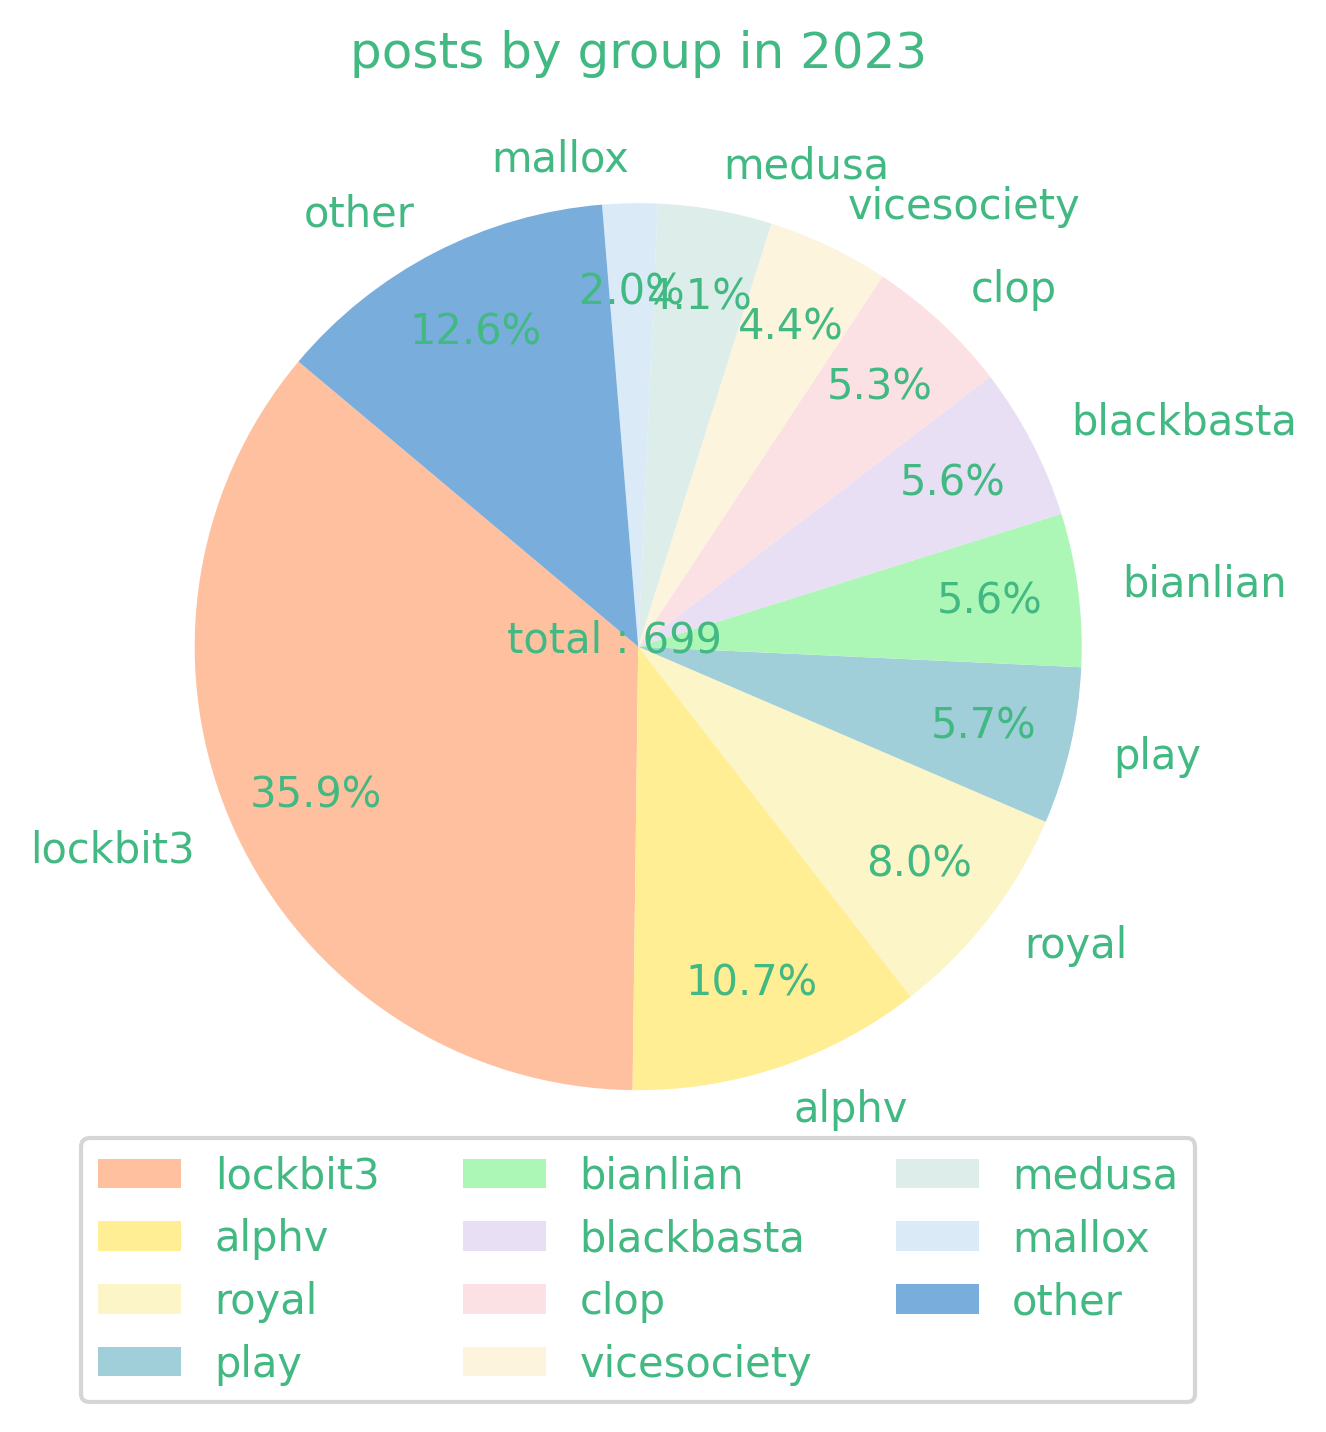 posts by group in 2023
mallox
medusa
other
vicesociety
clop
2.0%
4.1%
4.4%
12.6%
5.3%
blackbasta
5.6%
bianlian
5.6%
total : 699
5.7%
play
35.9%
lockbit3
8.0%
royal
10.7%
alphv
lockbit3
alphv
royal
play
bianlian
blackbasta
clop
vicesociety
medusa
mallox
other